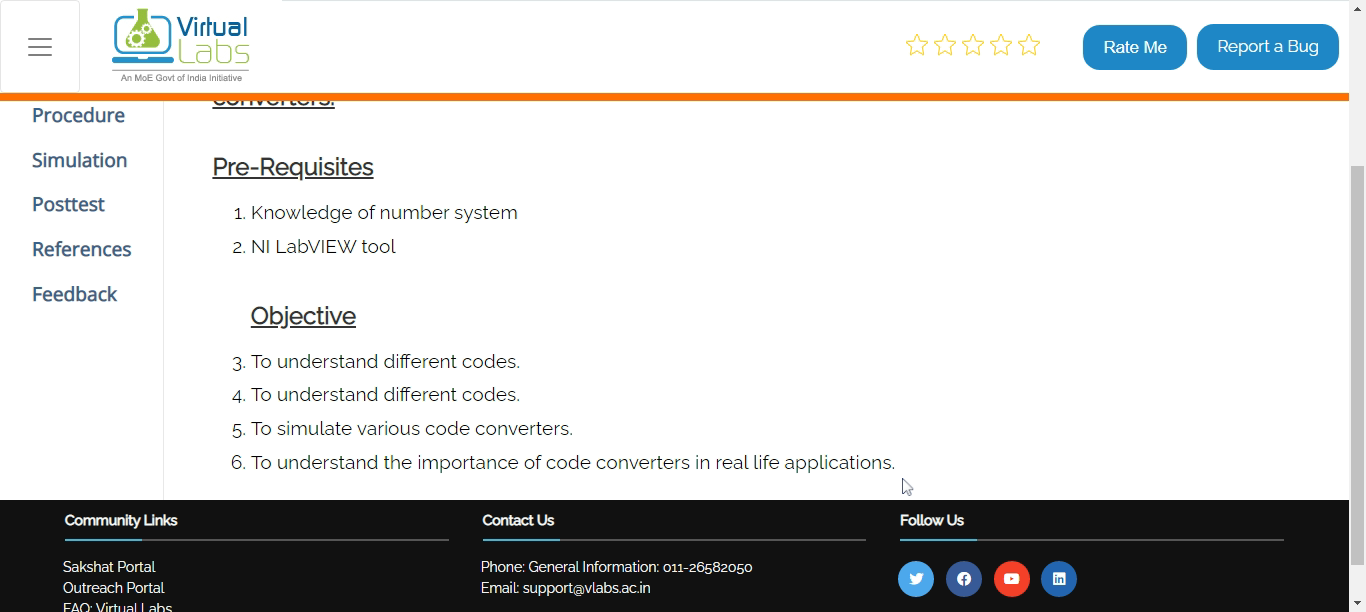 Virtual
Labs
An MoE Govt of India Initiative
Rate Me
Report a Bug
converters.
Procedure
Simulation
Posttest
References
Feedback
Pre-Requisites
1. Knowledge of number system
2. NI LabVIEW tool
Objective
3. To understand different codes.
4. To understand different codes.
5. To simulate various code converters.
6. To understand the importance of code converters in real life applications.
Community Links
Sakshat Portal
Outreach Portal
FAQ: Virtual Labs
Contact Us
Phone: General Information: 011-26582050
Email: support@vlabs.ac.in
Follow Us